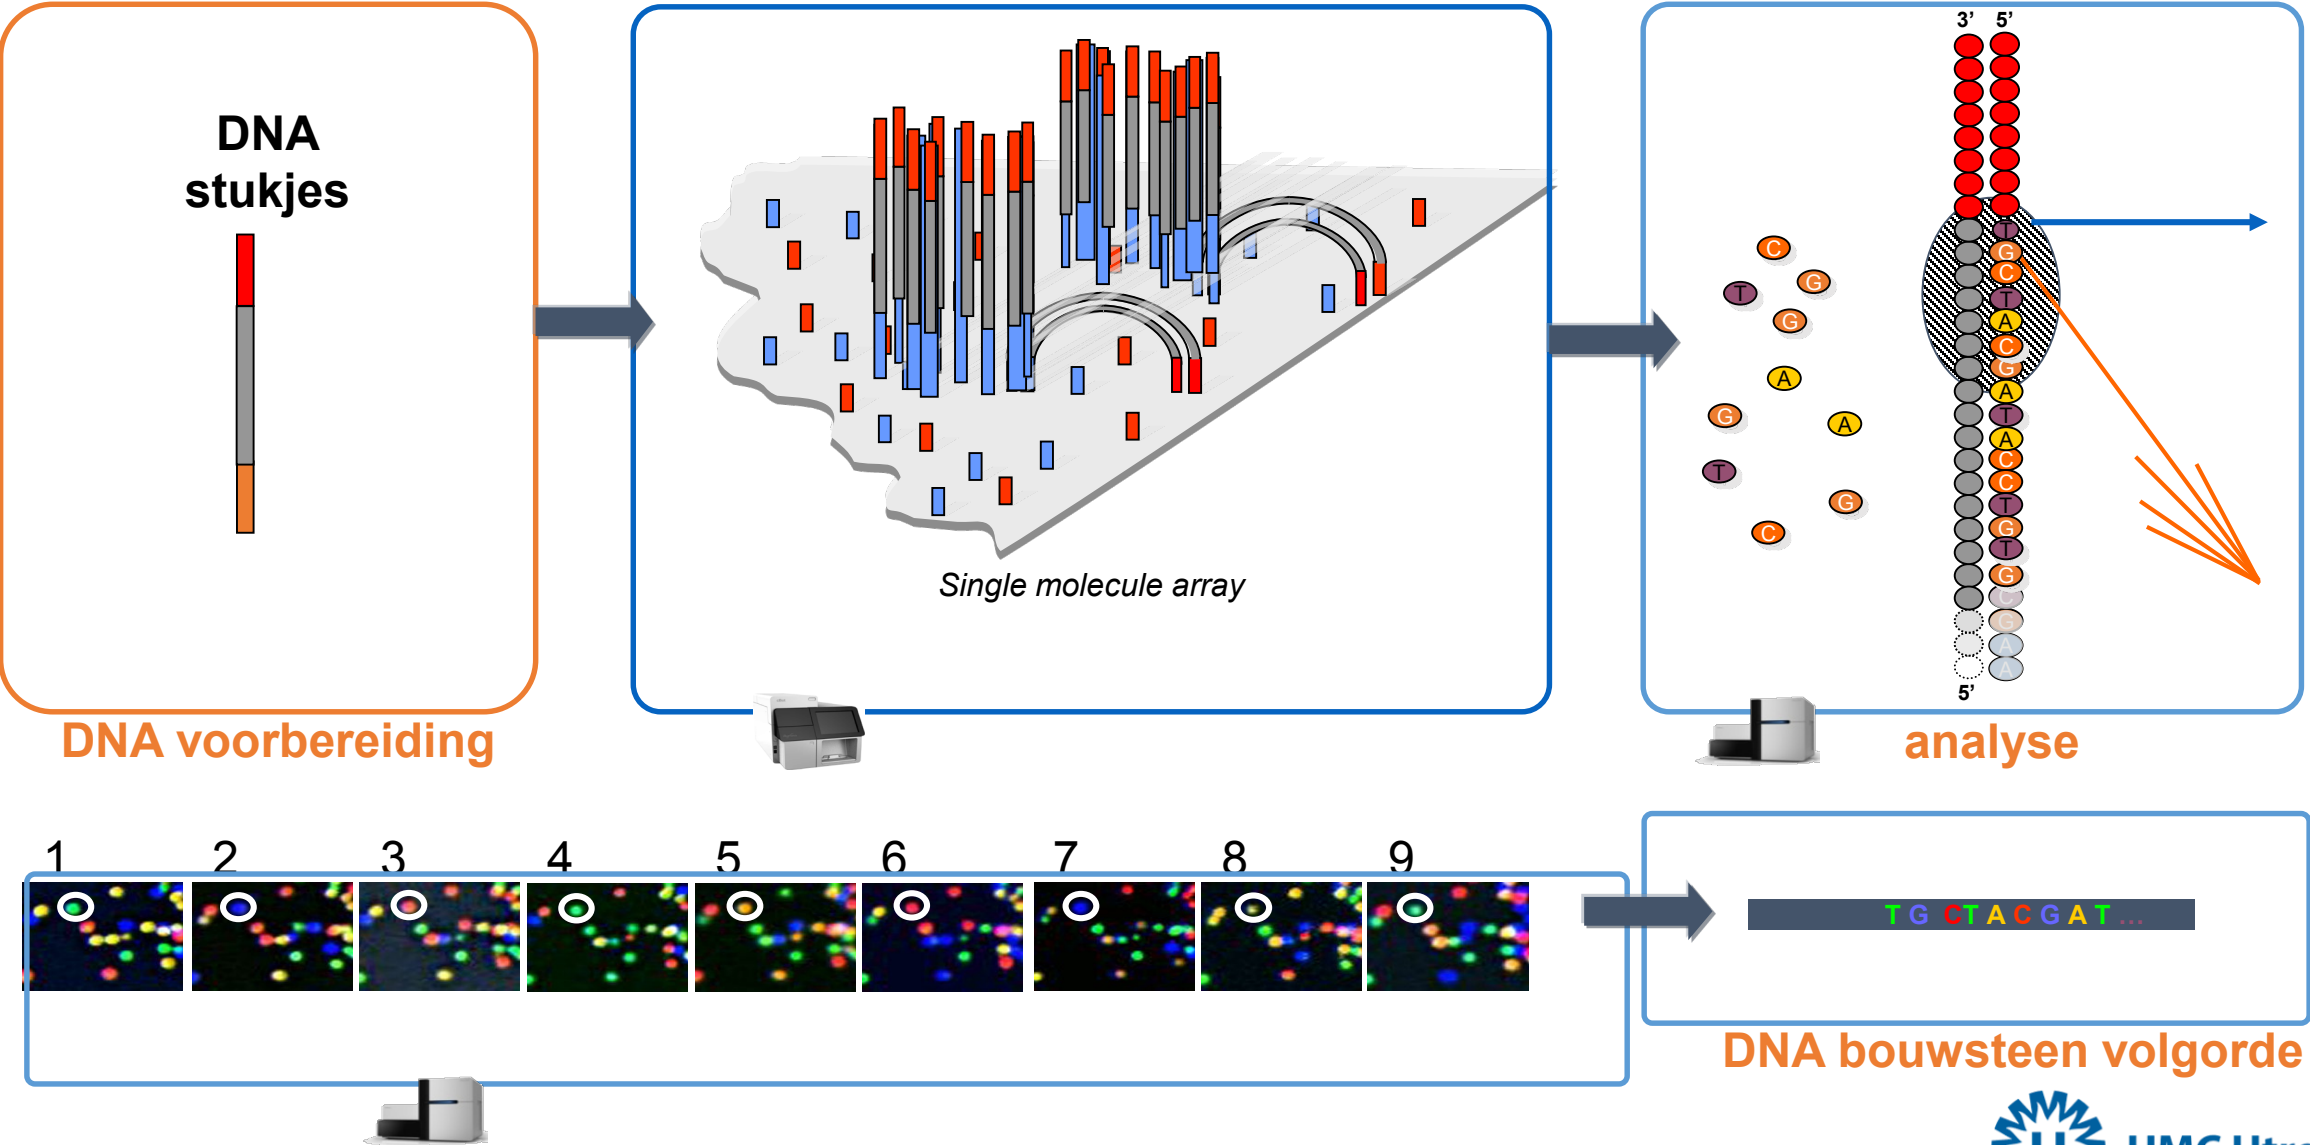 DNA
stukjes
DNA voorbereiding
Single molecule array
3’ 5’
T
G
C
T
A
C
G
A
T
A
C
C
T
G
T
G
C
G
A
A
5’
C
G
T
G
A
G
A
T
G
C
analyse
1 2 3 4 5 6 7 8 9
T G CT A C G A T ...
DNA bouwsteen volgorde